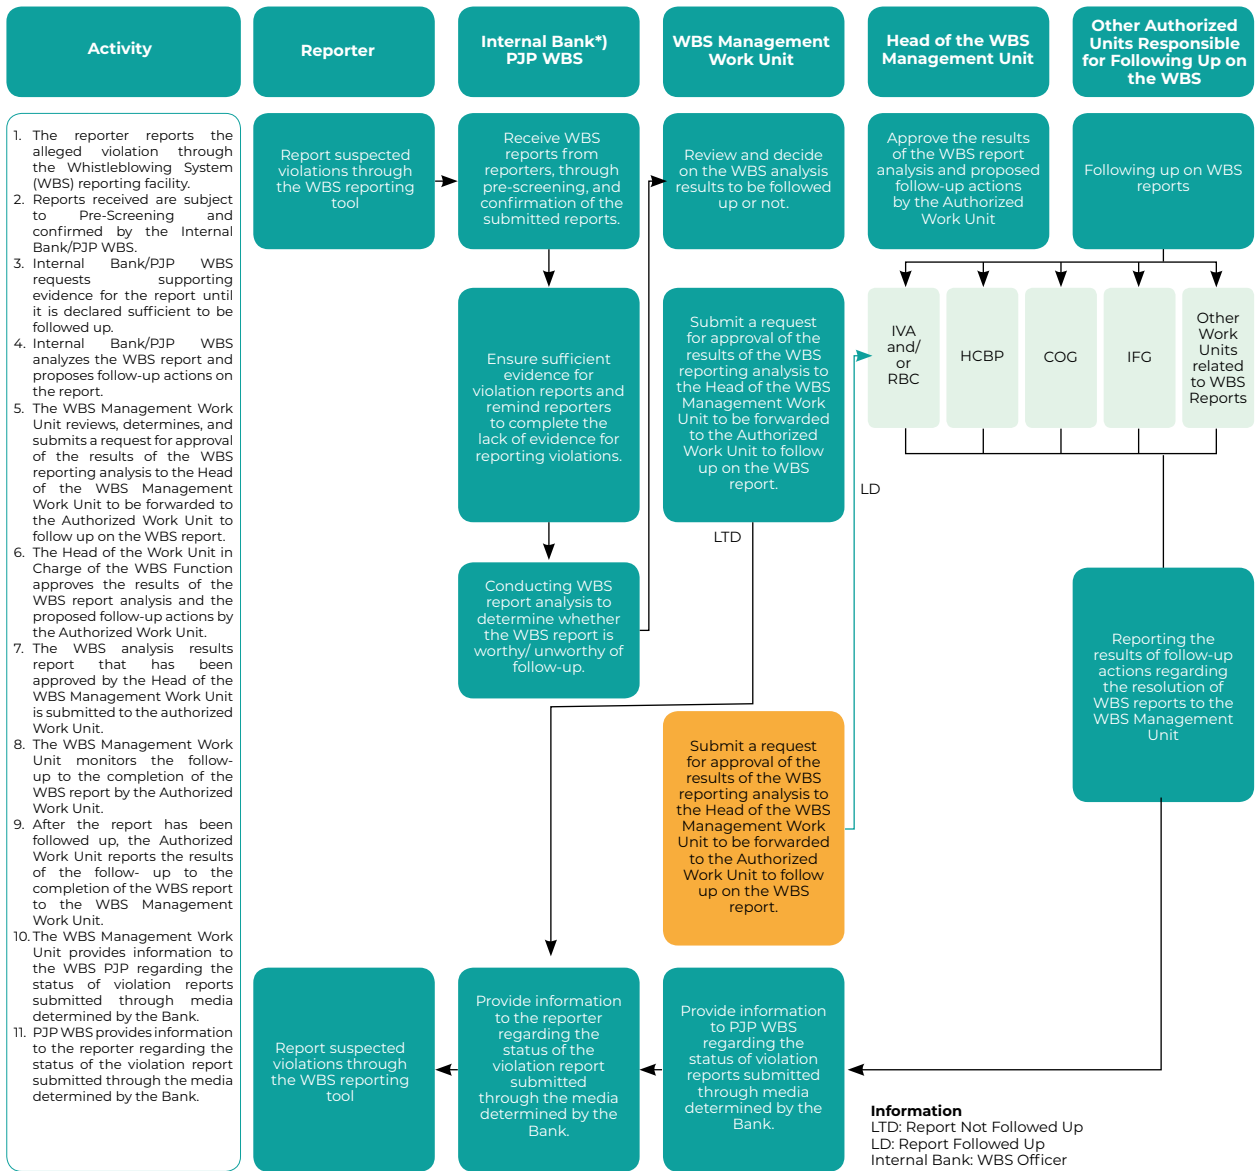 Activity
Reporter
Internal Bank*)
PJP WBS
WBS Management
Work Unit
Head of the WBS
Management Unit
Other Authorized
Units Responsible
for Following Up on
the WBS
1. The reporter reports the
alleged violation through
the Whistleblowing System
(WBS) reporting facility.
2. Reports received are subject
to Pre-Screening and
confirmed by the Internal
Bank/PJP WBS.
3. Internal Bank/PJP WBS
requests supporting
evidence for the report until
it is declared sufficient to be
followed up.
4. Internal Bank/PJP WBS
analyzes the WBS report and
proposes follow-up actions on
the report.
5. The WBS Management Work
Unit reviews, determines, and
submits a request for approval
of the results of the WBS
reporting analysis to the Head
of the WBS Management
Work Unit to be forwarded to
the Authorized Work Unit to
follow up on the WBS report.
6. The Head of the Work Unit in
Charge of the WBS Function
approves the results of the
WBS report analysis and the
proposed follow-up actions by
the Authorized Work Unit.
7. The WBS analysis results
report that has been
approved by the Head of the
WBS Management Work Unit
is submitted to the authorized
Work Unit.
8. The WBS Management Work
Unit monitors the follow-
up to the completion of the
WBS report by the Authorized
Work Unit.
9. After the report has been
followed up, the Authorized
Work Unit reports the results
of the follow- up to the
completion of the WBS report
to the WBS Management
Work Unit.
10. The WBS Management Work
Unit provides information to
the WBS PJP regarding the
status of violation reports
submitted through media
determined by the Bank.
11. PJP WBS provides information
to the reporter regarding the
status of the violation report
submitted through the media
determined by the Bank.
Report suspected
violations through
the WBS reporting
tool
Receive WBS
reports from
reporters, through
pre-screening, and
confirmation of the
submitted reports.
Review and decide
on the WBS analysis
results to be followed
up or not.
Approve the results
of the WBS report
analysis and proposed
follow-up actions
by the Authorized
Work Unit
Following up on WBS
reports
Ensure sufficient
evidence for
violation reports and
remind reporters
to complete the
lack of evidence for
reporting violations.
Submit a request
for approval of the
results of the WBS
reporting analysis to
the Head of the WBS
Management Work
Unit to be forwarded
to the Authorized
Work Unit to follow
up on the WBS
report.
IVA
and/
or
RBC
HCBP
COG
IFG
Other
Work
Units
related
to WBS
Reports
LD
LTD
Conducting WBS
report analysis to
determine whether
the WBS report is
worthy/ unworthy of
follow-up.
Reporting the
results of follow-up
actions regarding
the resolution of
WBS reports to the
WBS Management
Unit
Submit a request
for approval of the
results of the WBS
reporting analysis to
the Head of the WBS
Management Work
Unit to be forwarded
to the Authorized
Work Unit to follow
up on the WBS
report.
Report suspected
violations through
the WBS reporting
tool
Provide information
to the reporter
regarding the
status of the
violation report
submitted
through the media
determined by the
Bank.
Provide information
to PJP WBS
regarding the
status of violation
reports submitted
through media
determined by the
Bank.
Information
LTD: Report Not Followed Up
LD: Report Followed Up
Internal Bank: WBS Officer